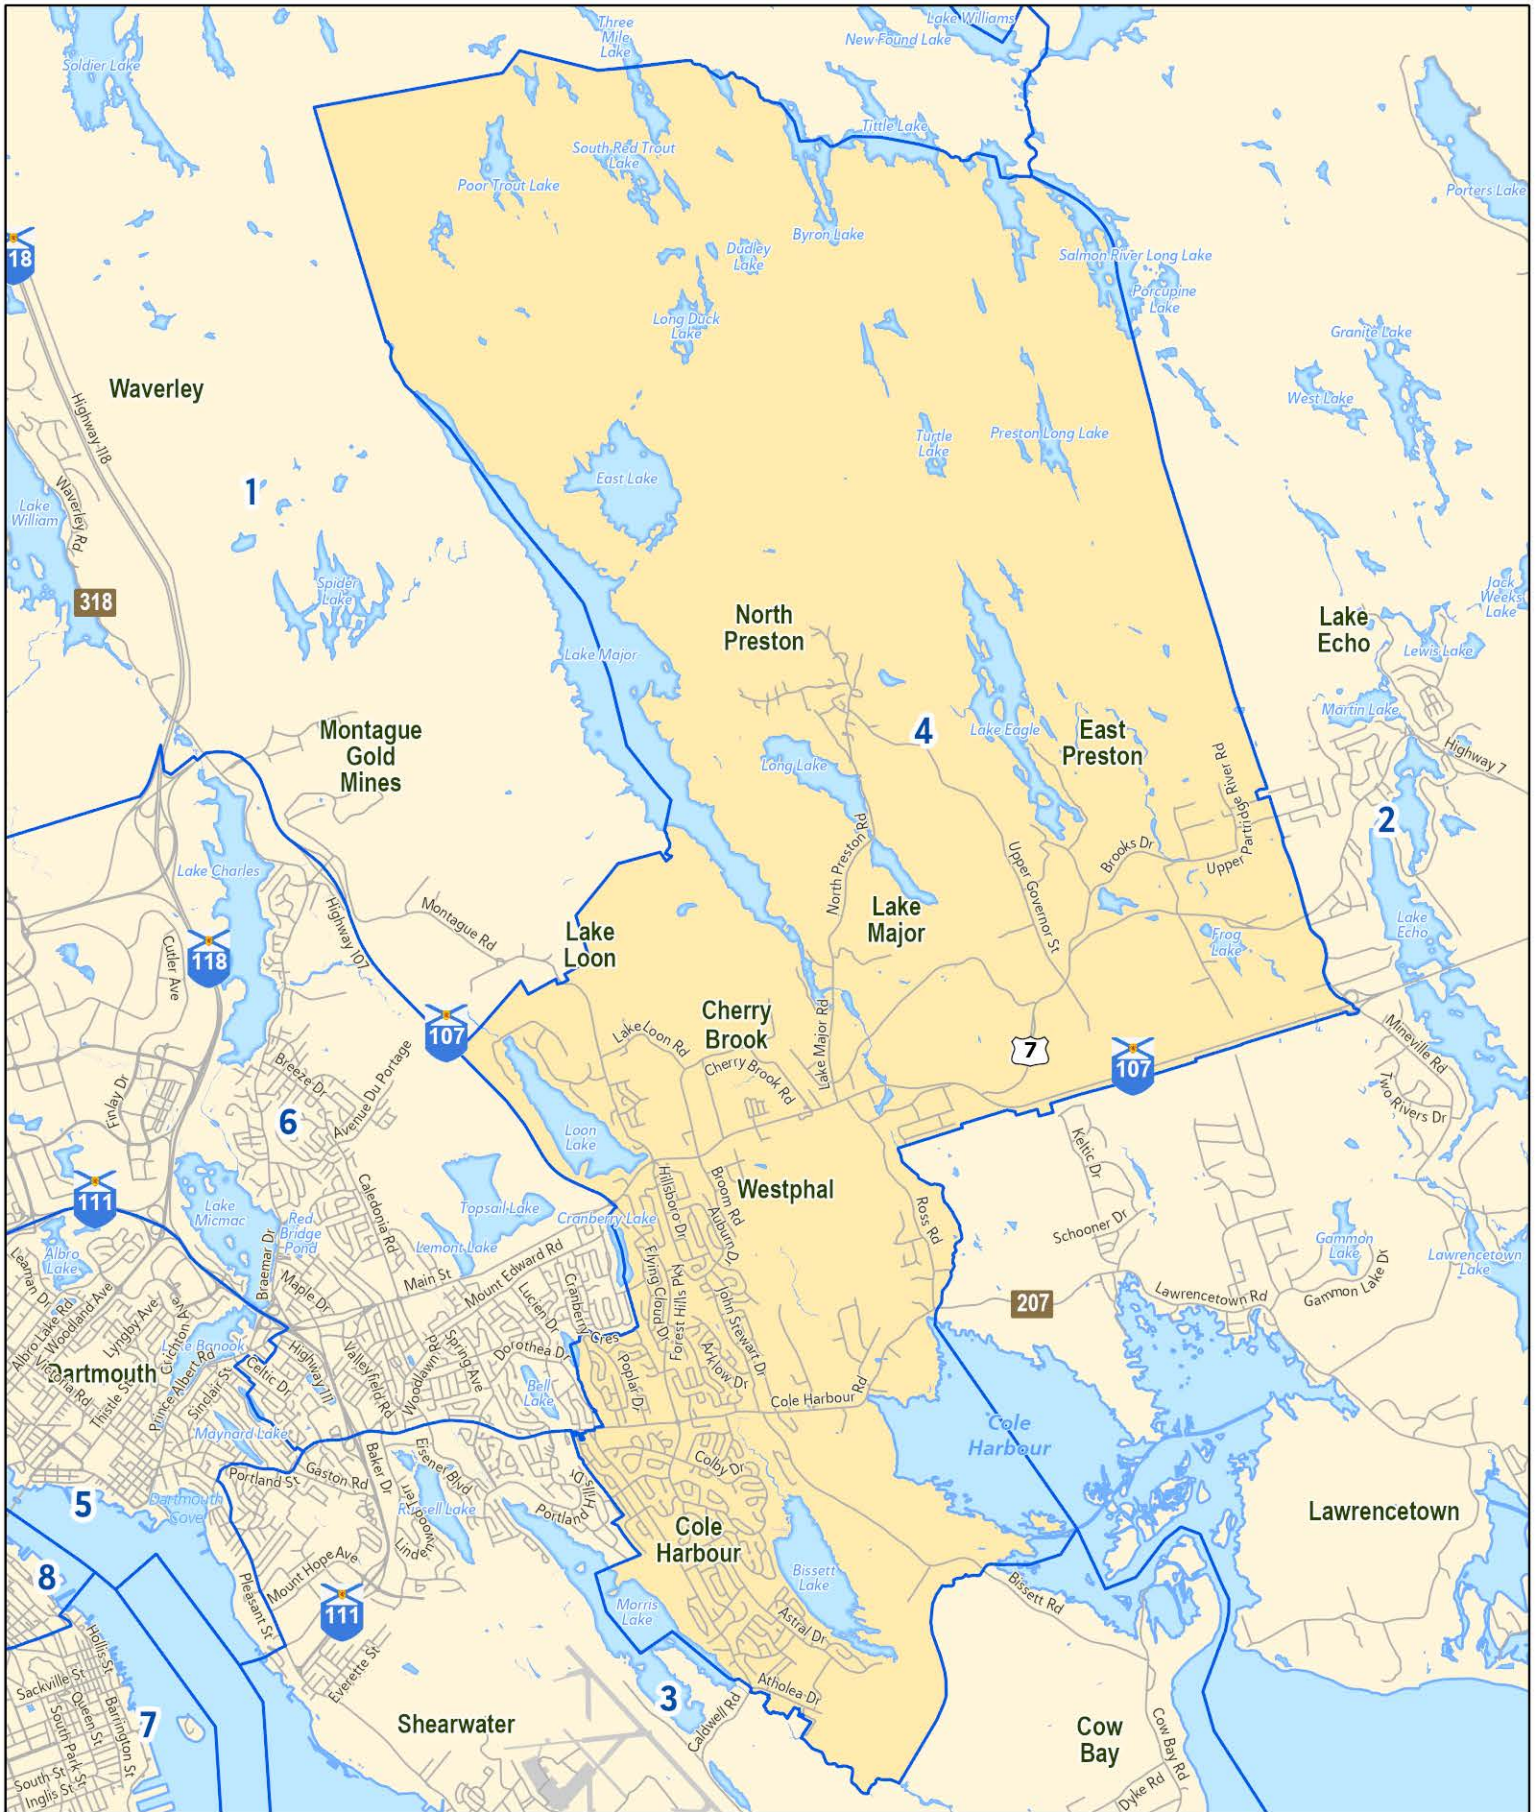 Three
Mile
Lake
Lake Williams
New Found Lake
Soldier Lake
Tittle Lake
South Red Trout
Lake
Poor Trout Lake
Porters Lake
Byron Lake
Dudley
Lake
Salmon River Long Lake
18
Porcupine
Lake
Long Duck
Lake
Granite Lake
Waverley
West Lake
Highway 118
Turtle
Lake
Preston Long Lake
East Lake
1
Lake
William
Waverley Rd
Spider
Lake
318
Jack
Weeks
Lake
North
Preston
Lake
Echo
Lake Major
Lewis Lake
Martin Lake
4
Lake Eagle
East
Preston
Montague
Gold
Mines
Long Lake
Highway 7
Upper Partridge River Rd
2
North Preston Rd
Brooks Dr
Upper Governor St
Lake Charles
Montague Rd
Highway 107
Lake
Major
Lake
Loon
Lake
Echo
Frog
Lake
Cutler Ave
118
Cherry
Brook
107
Lake Loon Rd
Lake Major Rd
7
107
Mineville Rd
Cherry Brook Rd
Breeze Dr
Avenue Du Portage
Finlay Dr
Two Rivers Dr
6
Loon
Lake
Keltic Dr
111
Caledonia Rd
Hillsboro Dr
Broom Rd
Westphal
Lake
Micmac
Topsail Lake
Cranberry Lake
Auburn D
Ross Rd
Schooner Dr
Red
Bridge
Pond
Lemont Lake
Albro
Lake
Gammon
Lake
Lawrencetown
Lake
Braemar Dr
Maple Dr
Main St
Mount Edward Rd
Flying Cloud Dr
Forest Hills Pky
Leaman Dr
Lucien Dr
Cranberry
Cres
John Stewart Dr
Lawrencetown Rd
Gammon Lake Dr
207
Albro Lake Rd
Woodland Ave
Lyngby Ave
Crichton Ave
Lake Banook
Highway 111
Valleyfield Rd
Woodlawn Rd
Spring Ave
Dorothea Dr
Dartmouth
Victoria Rd
Thistle St
Prince Albert Rd
Sinclair St
Celtic Dr
Poplar Dr
Arklow Dr
Bell
Lake
Cole Harbour Rd
Cole
Harbour
Maynard Lake
Baker Dr
Eisener Blvd
Colby Dr
Portland St
Gaston Rd
Portland
Hills Dr
5
Dartmouth
Cove
Russell Lake
Lindenwood Terr
Lawrencetown
Cole
Harbour
Bissett
Lake
Mount Hope Ave
8
Pleasant St
111
Morris
Lake
Bissett Rd
Astral Dr
Hollis St
Everette St
Sackville St
Queen St
Barrington St
South Park St
Atholea Dr
3
Caldwell Rd
7
Shearwater
Cow
Bay
Cow Bay Rd
South St
Inglis St
Dyke Rd